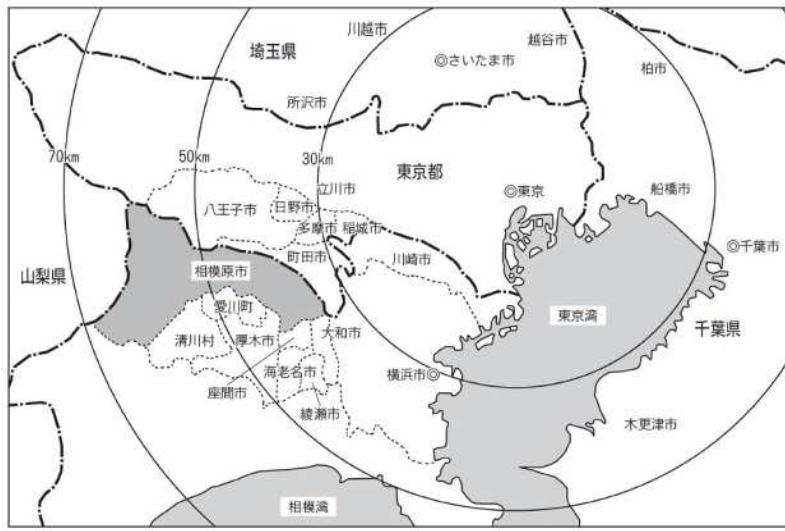 川越市
越谷市
埼玉県
◎さいたま市
柏市
所沢市
70km
50km
30km
東京都
立川市
◎東京
船橋市
八王子市
日野市
多摩市
稲城市
町田市
川崎市
◎千葉市
山梨県
相模原市
愛川町
東京湾
千葉県
清川村
厚木市
大和市
海老名市
横浜市◎
座間市
綾瀬市
木更津市
相模湾